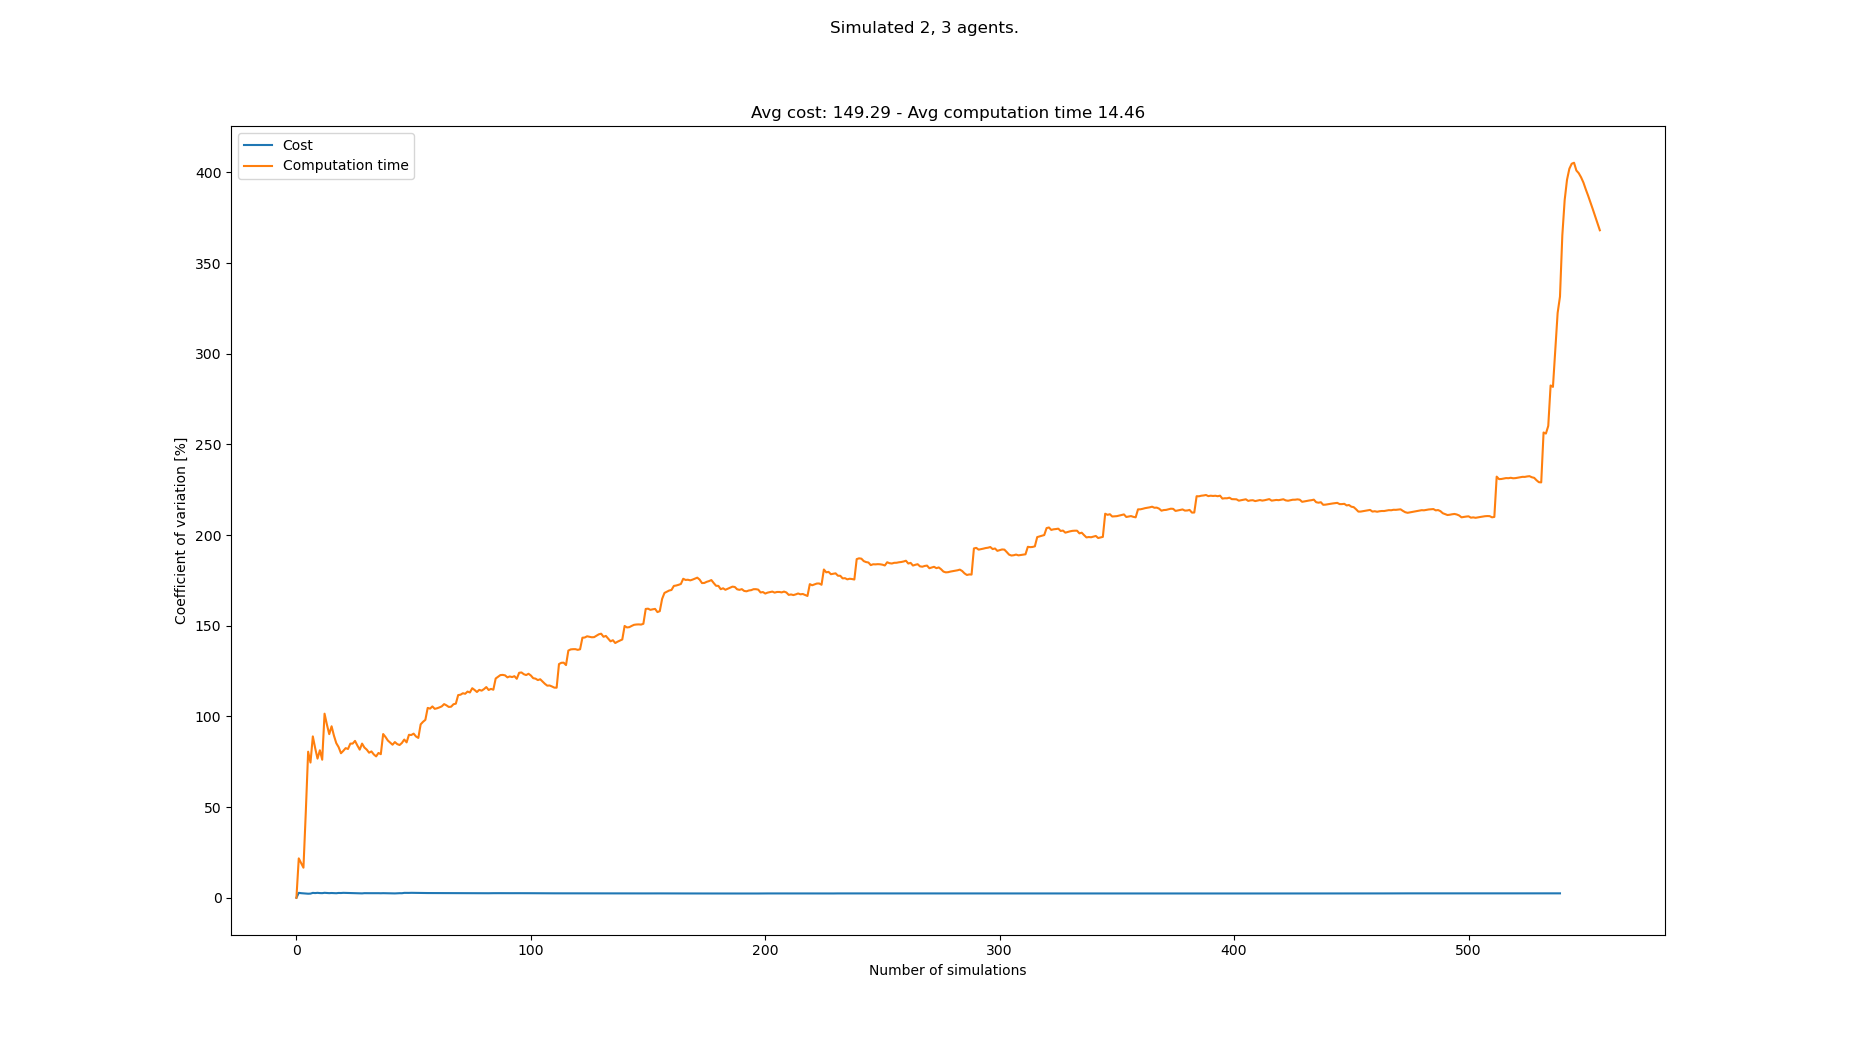 Simulated 2, 3 agents.
Avg cost: 149.29 - Avg computation time 14.46
Cost
Computation time
400
350
300
250
200
150
100
50
0
Coefficient of variation [%]
0 100 200 300 400 500
Number of simulations